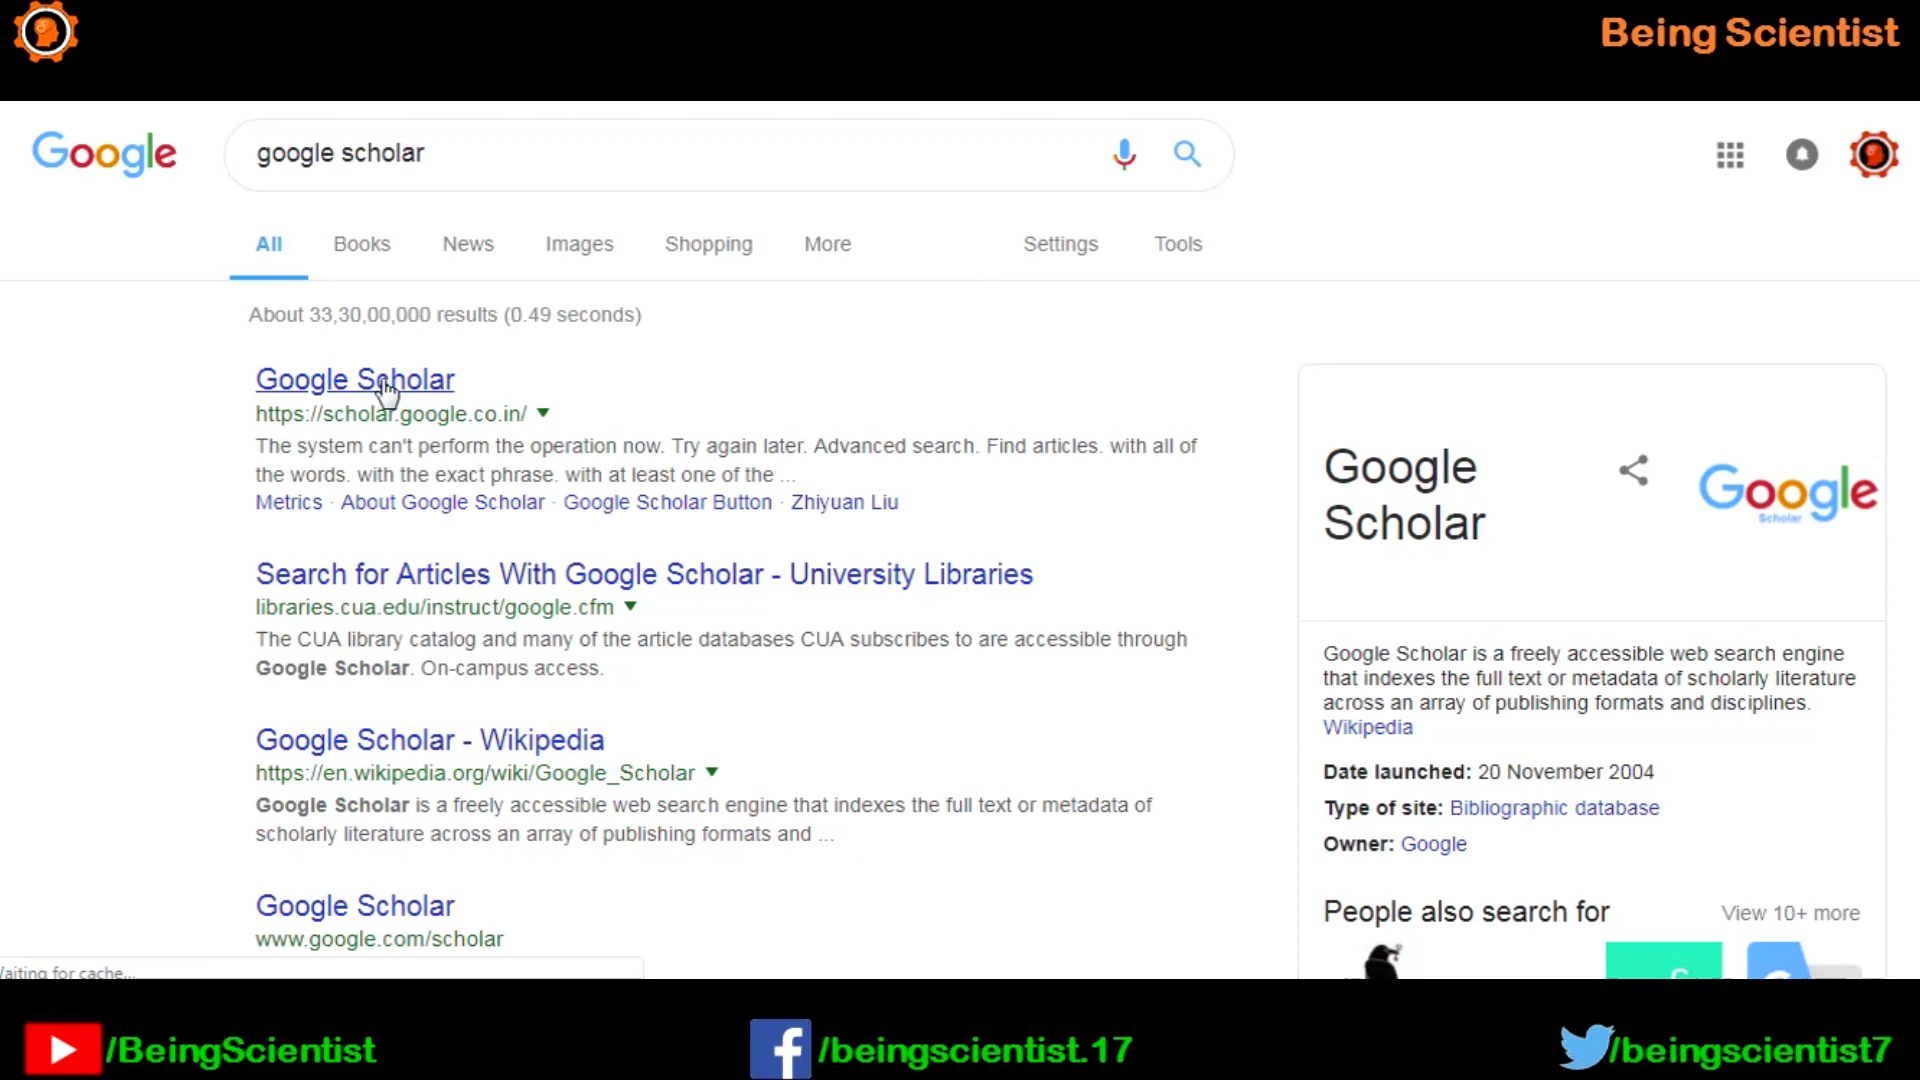 Being Scientist
Google
google scholar
All Books News Images Shopping More Settings Tools
About 33,30,00,000 results (0.49 seconds)
Google Scholar
https://scholar.google.co.in/
The system can't perform the operation now. Try again later. Advanced search. Find articles. with all of
the words. with the exact phrase. with at least one of the ...
Metrics · About Google Scholar · Google Scholar Button · Zhiyuan Liu
Search for Articles With Google Scholar - University Libraries
libraries.cua.edu/instruct/google.cfm
The CUA library catalog and many of the article databases CUA subscribes to are accessible through
Google Scholar. On-campus access.
Google Scholar - Wikipedia
https://en.wikipedia.org/wiki/Google_Scholar
Google Scholar is a freely accessible web search engine that indexes the full text or metadata of
scholarly literature across an array of publishing formats and ...
Google Scholar
www.google.com/scholar
Google
Scholar
Google
Scholar
Google Scholar is a freely accessible web search engine
that indexes the full text or metadata of scholarly literature
across an array of publishing formats and disciplines.
Wikipedia
Date launched: 20 November 2004
Type of site: Bibliographic database
Owner: Google
People also search for View 10+ more
for cache...
/BeingScientist
/beingscientist.17
/beingscientist7